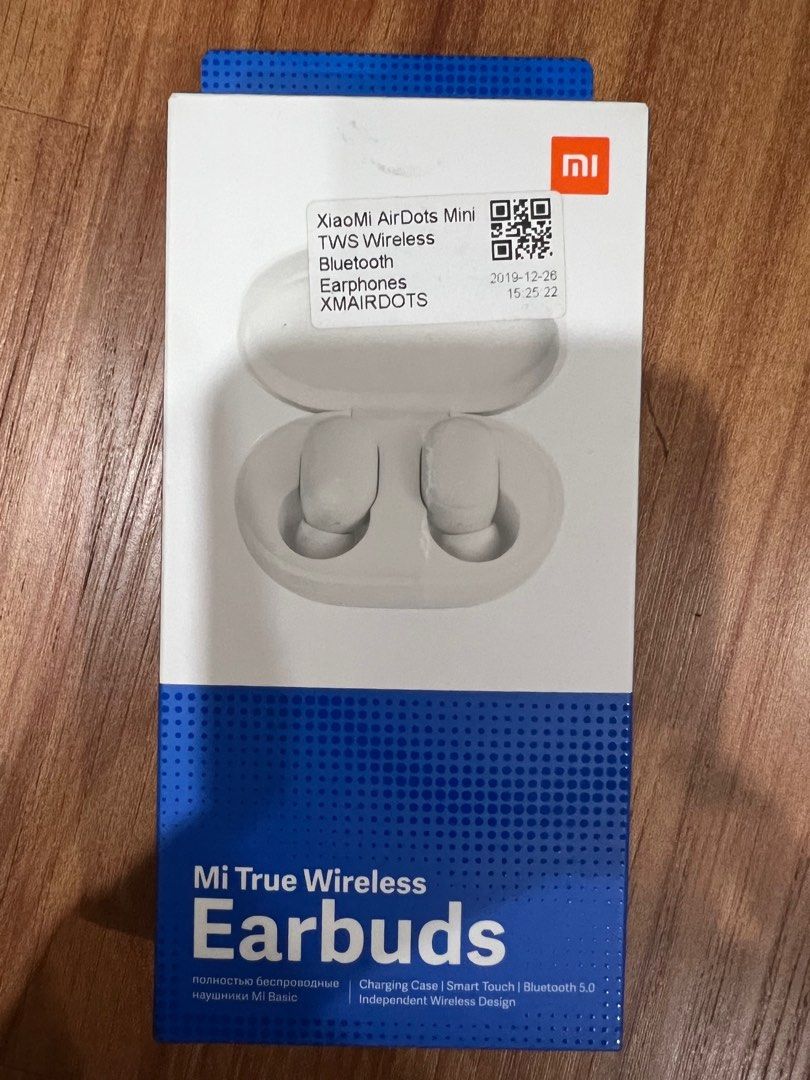 mi
XiaoMi AirDots Mini
TWS Wireless
Bluetooth
Earphones
XMAIRDOTS
2019-12-26
15:25:22
Mi True Wireless
Earbuds
полностью беспроводные
наушники Mi Basic
Charging Case | Smart Touch | Bluetooth 5.0
Independent Wireless Design